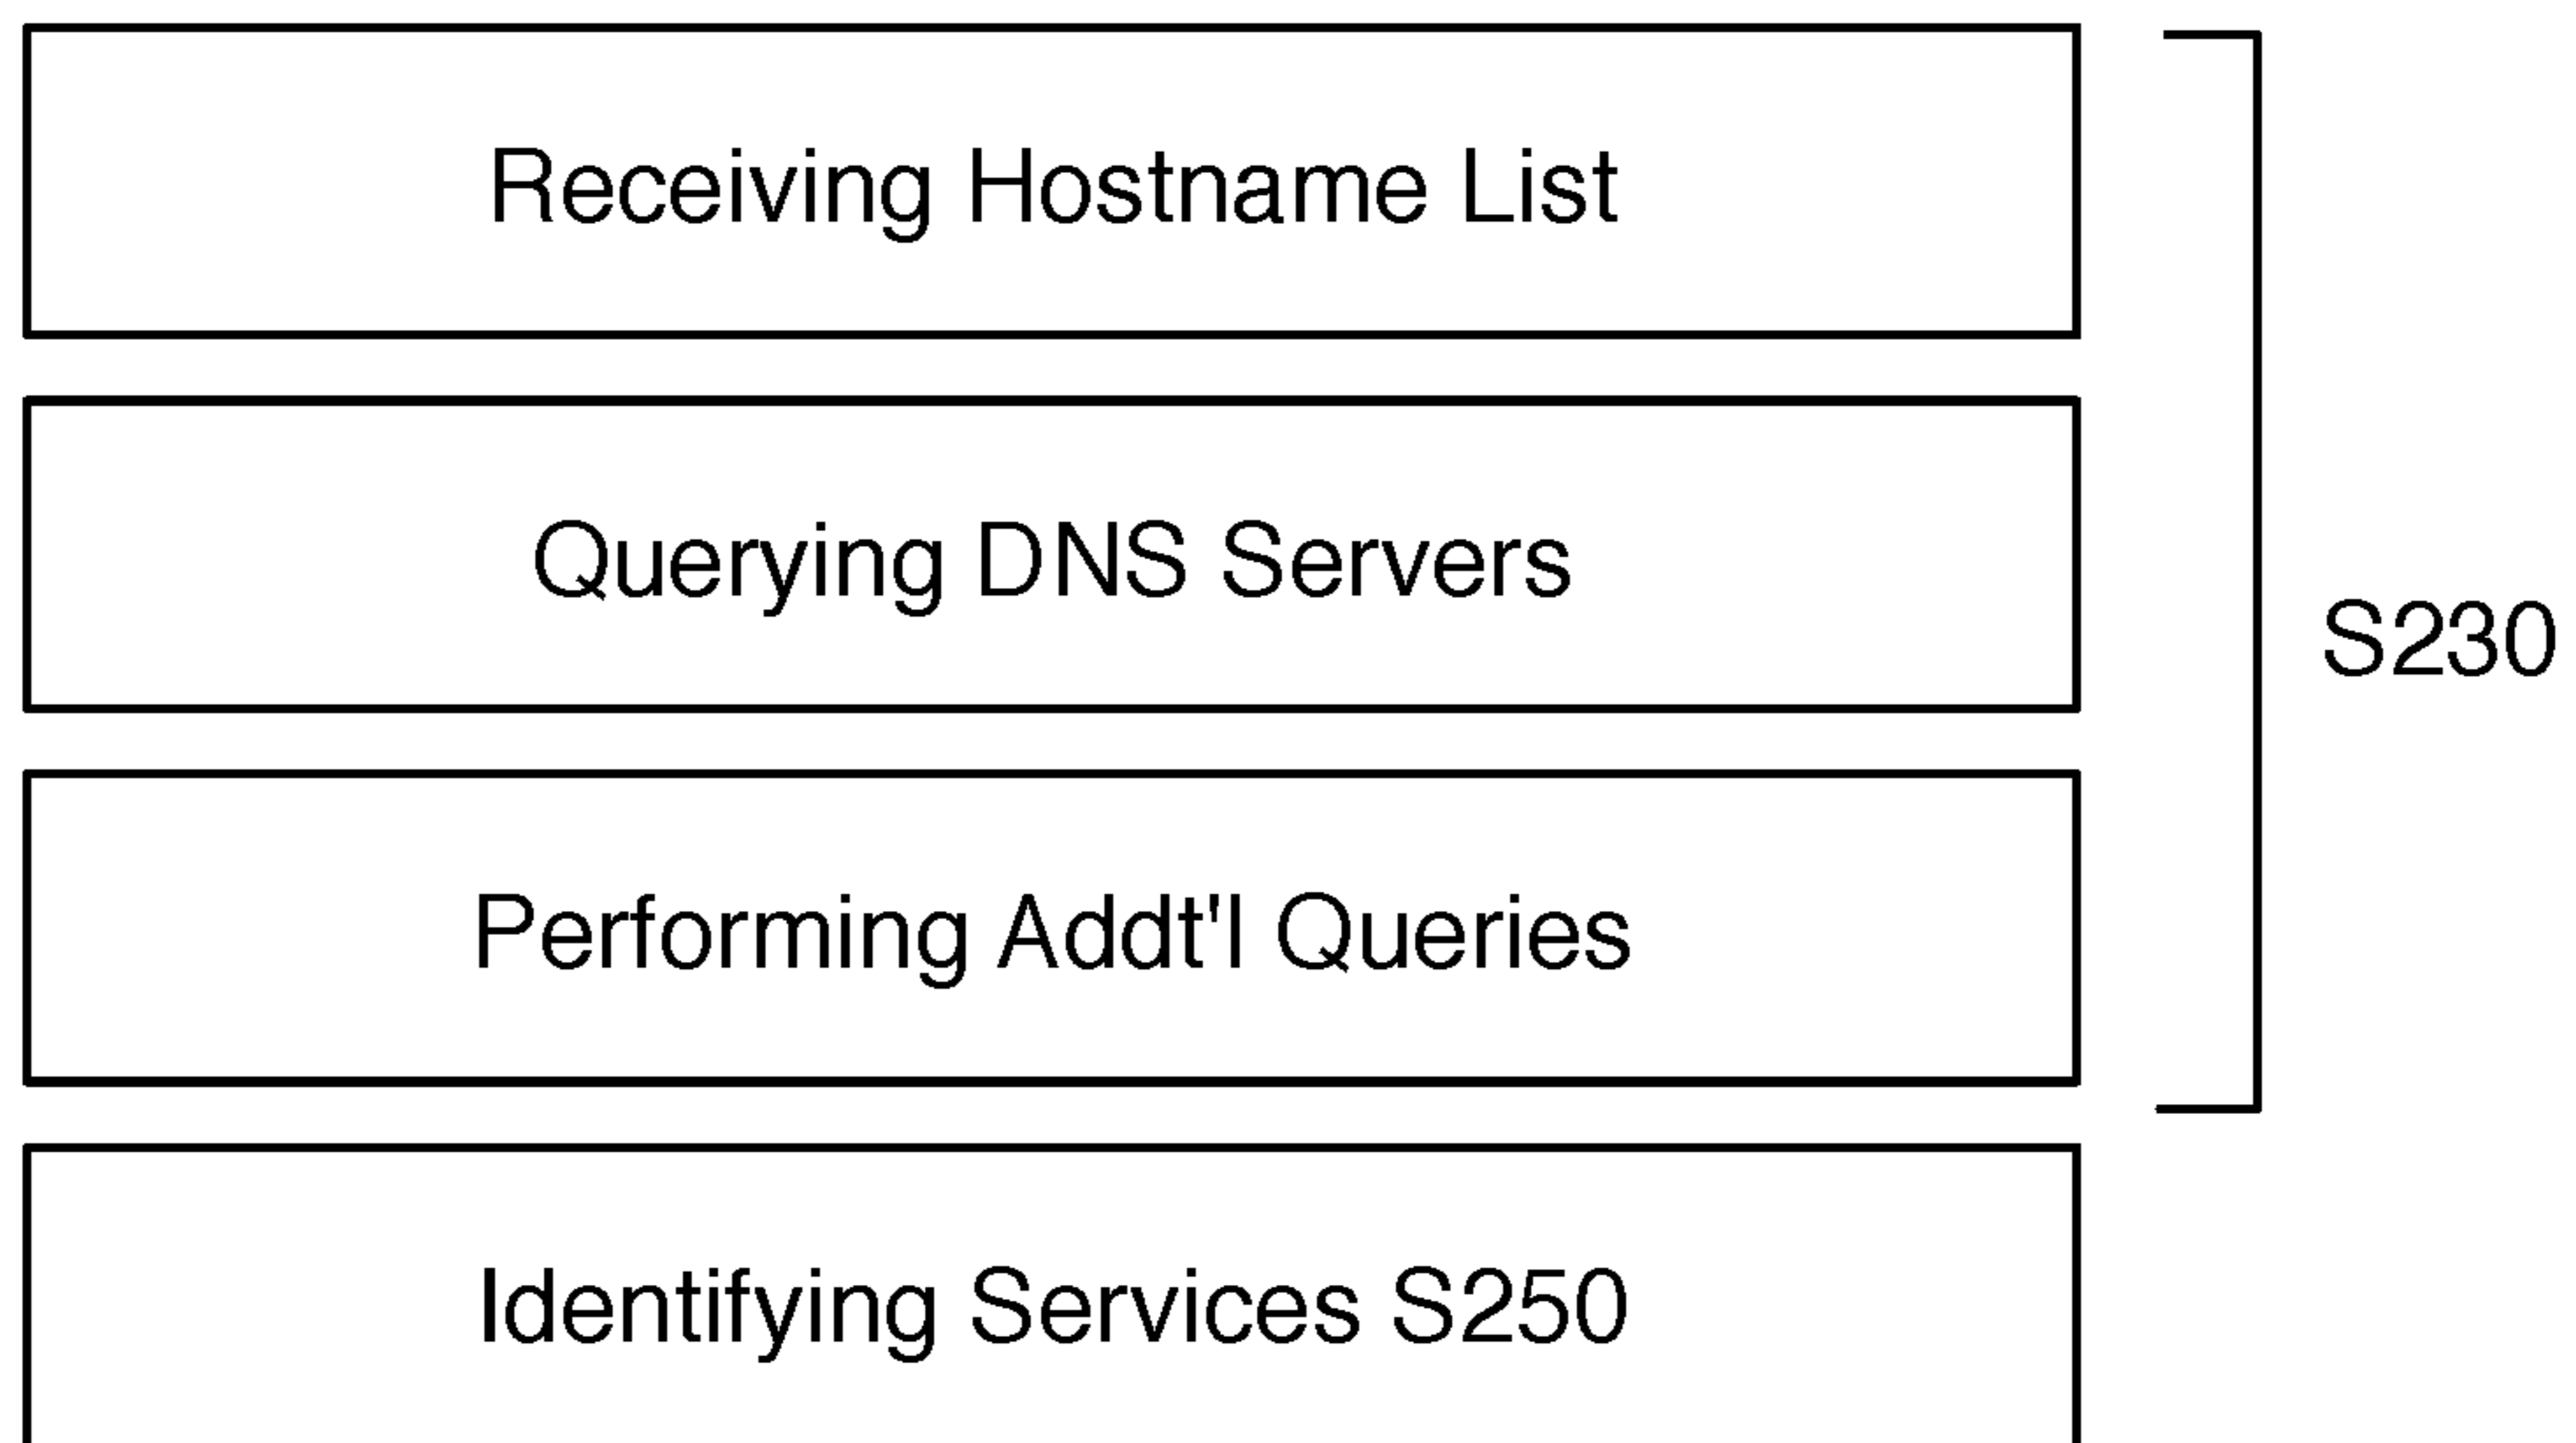 Receiving Hostname List
Querying DNS Servers
S230
Performing Addt'l Queries
Identifying Services S250